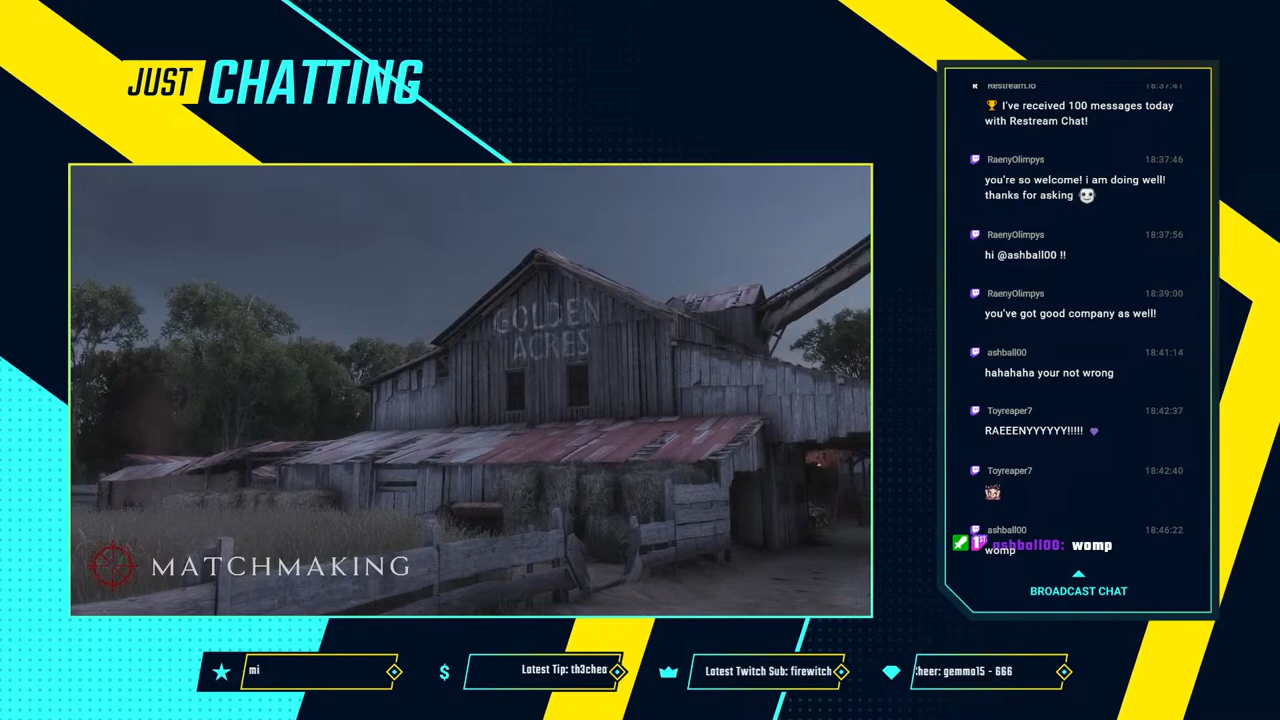 JUST CHATTING
GOLDEN
ACRES
MATCHMAKING
Restream.io 18:37:41
🏆 I've received 100 messages today
with Restream Chat!
RaenyOlimpys 18:37:46
you're so welcome! i am doing well!
thanks for asking
RaenyOlimpys 18:37:56
hi @ashball00 !!
RaenyOlimpys 18:39:00
you've got good company as well!
ashball00 18:41:14
hahahaha your not wrong
Toyreaper7 18:42:37
RAEEENYYYYYY!!!!! 💜
Toyreaper7 18:42:40
ashball00 18:46:22
womp
1ST ashball00: womp
BROADCAST CHAT
mi
Latest Tip: th3chea
Latest Twitch Sub: firewitch
Cheer: gemma15 - 666